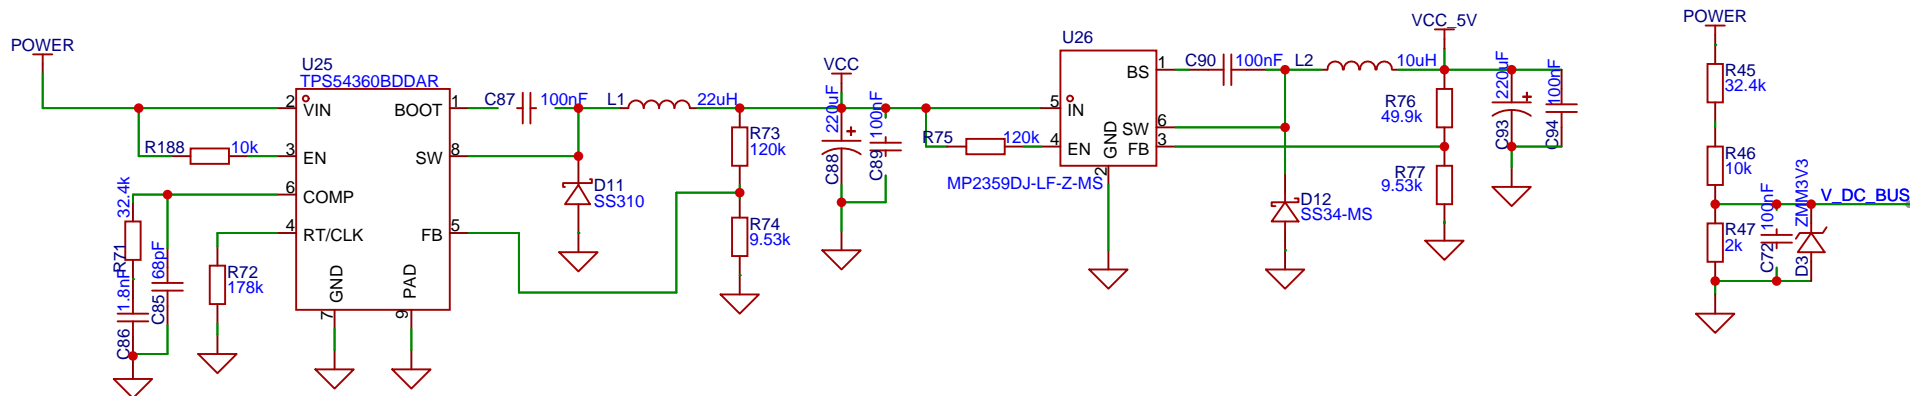 POWER
U25
TPS54360BDDAR
2
VIN
BOOT
1
R188
10k
3
EN
SW
8
6
COMP
4
RT/CLK
FB
5
GND
7
PAD
9
32.4k
R71
1.8nF
C86
68pF
C85
R72
178k
C87
100nF
L1
22uH
D11
SS310
R73
120k
R74
9.53k
VCC
220uF
C88
100nF
C89
R75
120k
U26
5
IN
BS
1
4
EN
SW
6
FB
3
GND
2
MP2359DJ-LF-Z-MS
C90
100nF
L2
10uH
D12
SS34-MS
VCC_5V
R76
49.9k
R77
9.53k
220uF
C93
100nF
C94
POWER
R45
32.4k
R46
10k
R47
2k
100nF
C72
ZMM3V3
D3
V_DC_BUS